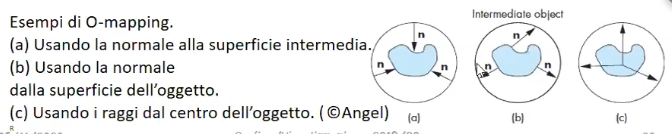 Esempi di O-mapping.
(a) Usando la normale alla superficie intermedia.
(b) Usando la normale
dalla superficie dell'oggetto.
(c) Usando i raggi dal centro dell'oggetto. (©Angel)
Intermediate object
n n n
(a)
n n n
(b)
(c)